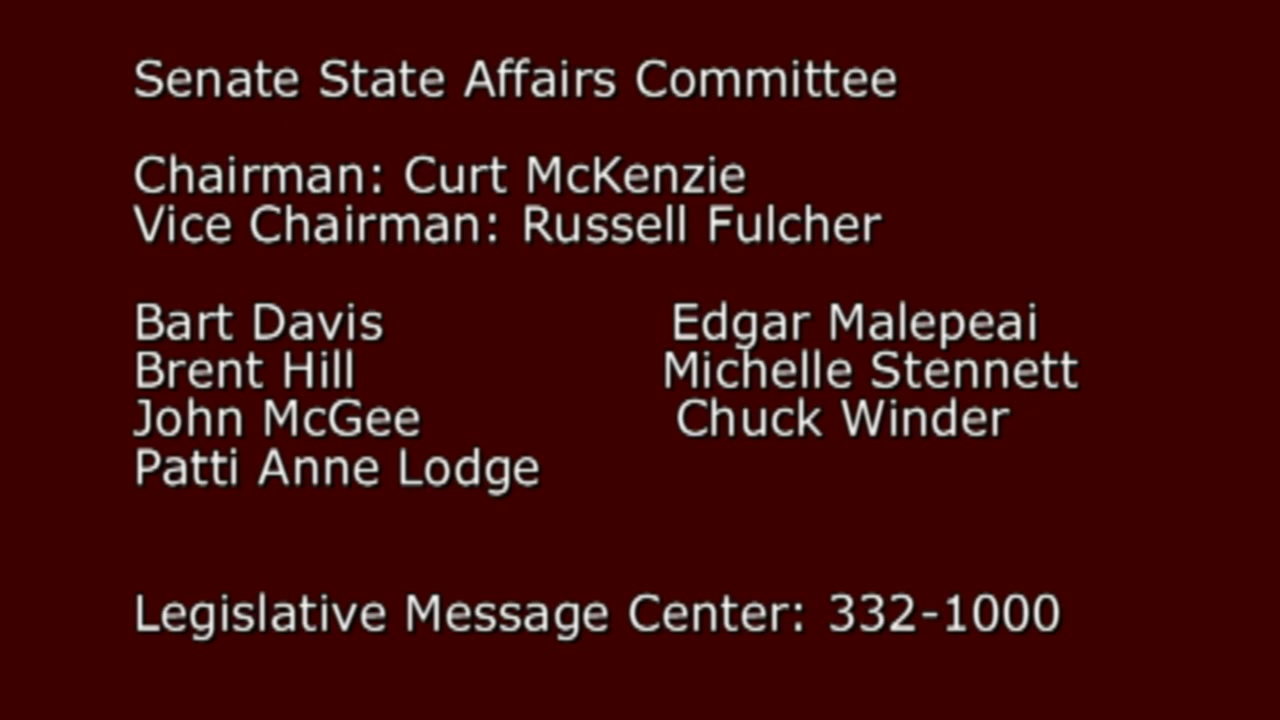 Senate State Affairs Committee
Chairman: Curt McKenzie
Vice Chairman: Russell Fulcher
Bart Davis Edgar Malepeai
Brent Hill Michelle Stennett
John McGee Chuck Winder
Patti Anne Lodge
Legislative Message Center: 332-1000